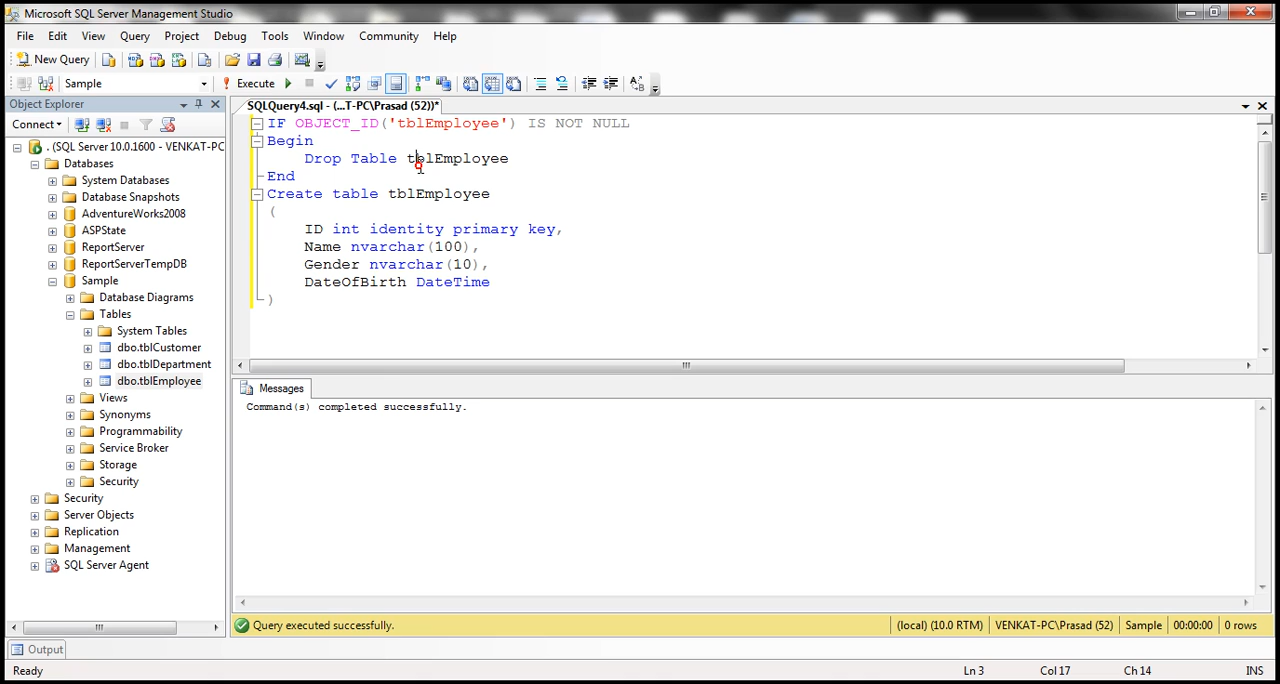 Microsoft SQL Server Management Studio
File Edit View Query Project Debug Tools Window Community Help
New Query
Sample Execute
Object Explorer
SQLQuery4.sql - (...T-PC\Prasad (52))*
Connect
IF OBJECT_ID('tblEmployee') IS NOT NULL
Begin
Drop Table tblEmployee
End
Create table tblEmployee
(
ID int identity primary key,
Name nvarchar(100),
Gender nvarchar(10),
DateOfBirth DateTime
)
. (SQL Server 10.0.1600 - VENKAT-PC
Databases
System Databases
Database Snapshots
AdventureWorks2008
ASPState
ReportServer
ReportServerTempDB
Sample
Database Diagrams
Tables
System Tables
dbo.tblCustomer
dbo.tblDepartment
dbo.tblEmployee
Views
Synonyms
Programmability
Service Broker
Storage
Security
Security
Server Objects
Replication
Management
SQL Server Agent
Messages
Command(s) completed successfully.
Query executed successfully. (local) (10.0 RTM) VENKAT-PC\Prasad (52) Sample 00:00:00 0 rows
Output
Ready Ln 3 Col 17 Ch 14 INS